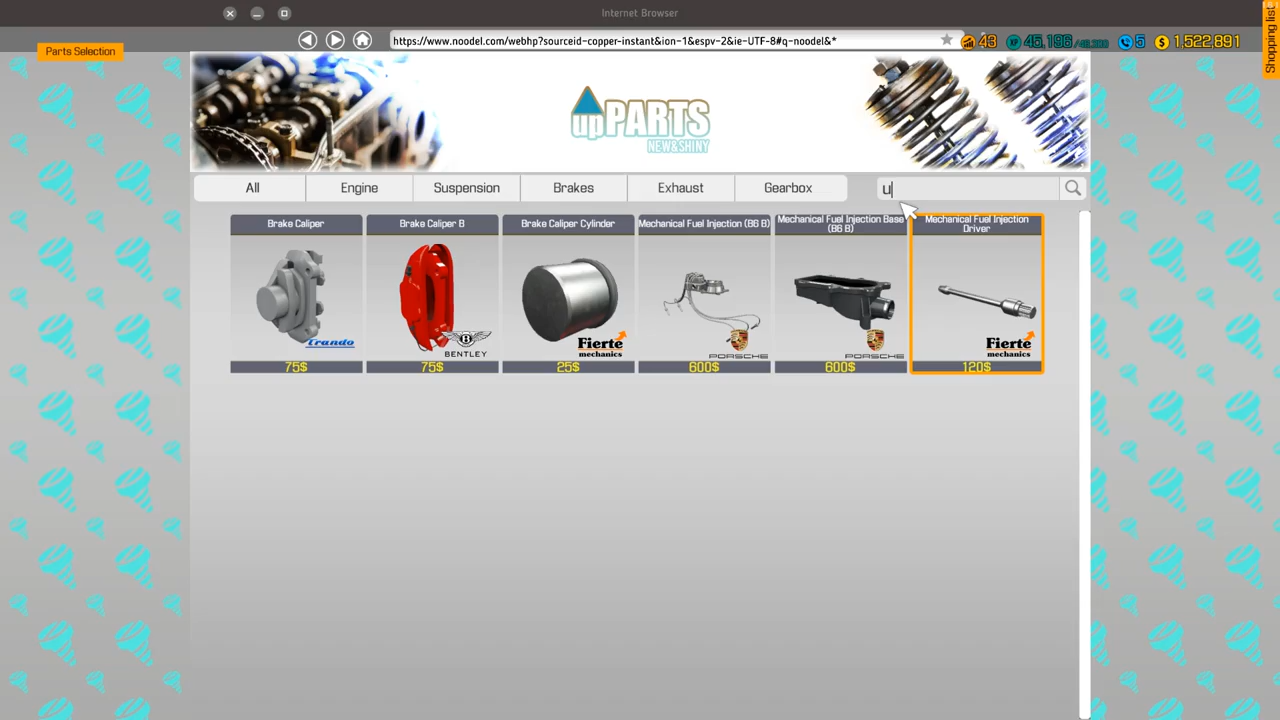 Internet Browser
Parts Selection
https://www.noodel.com/webhp?sourceid-copper-instant&ion-1&espv-2&ie-UTF-8#q-noodel&*
43
XP
45,196
5
$
1,522,891
Shopping list
upPARTS
NEW&SHINY
All
Engine
Suspension
Brakes
Exhaust
Gearbox
u
Brake Caliper
Brake Caliper B
Brake Caliper Cylinder
Mechanical Fuel Injection (B6 B)
Mechanical Fuel Injection Base (B6 B)
Mechanical Fuel Injection Driver
Trando
B
BENTLEY
Fierte
mechanics
PORSCHE
PORSCHE
Fierte
mechanics
75$
75$
25$
600$
600$
120$